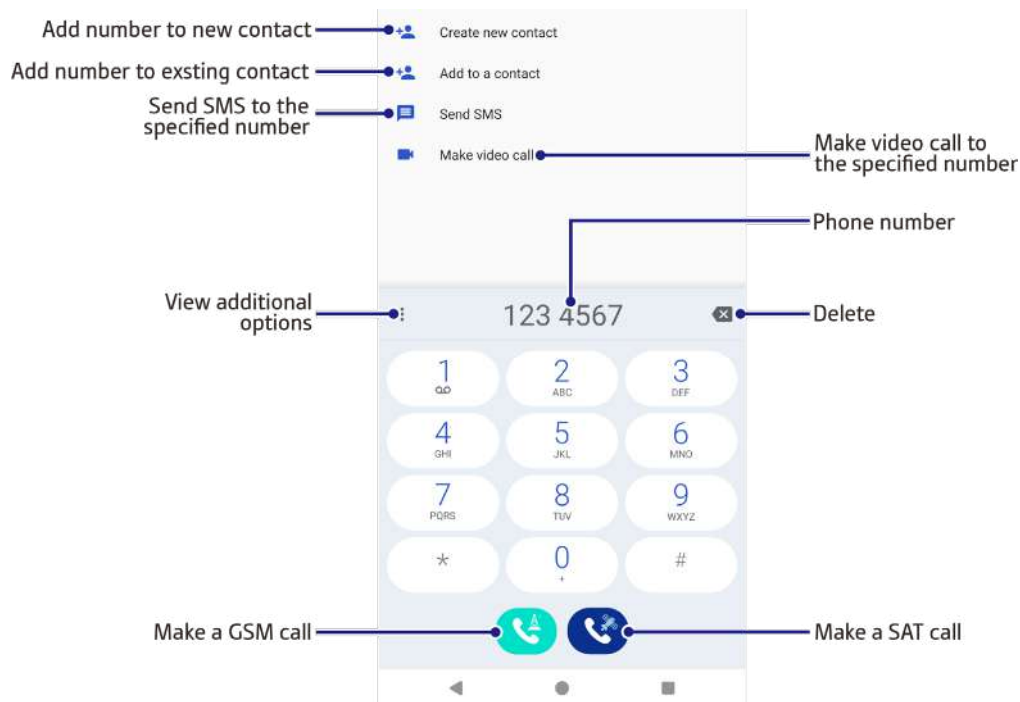 Add number to new contact
Create new contact
Add number to exsting contact
Add to a contact
Send SMS to the
specified number
Send SMS
Make video call
Make video call to
the specified number
Phone number
View additional
options
123 4567
Delete
1
2
ABC
3
DEF
4
GHI
5
JKL
6
MNO
7
PQRS
8
TUV
9
WXYZ
*
0
+
#
Make a GSM call
Make a SAT call